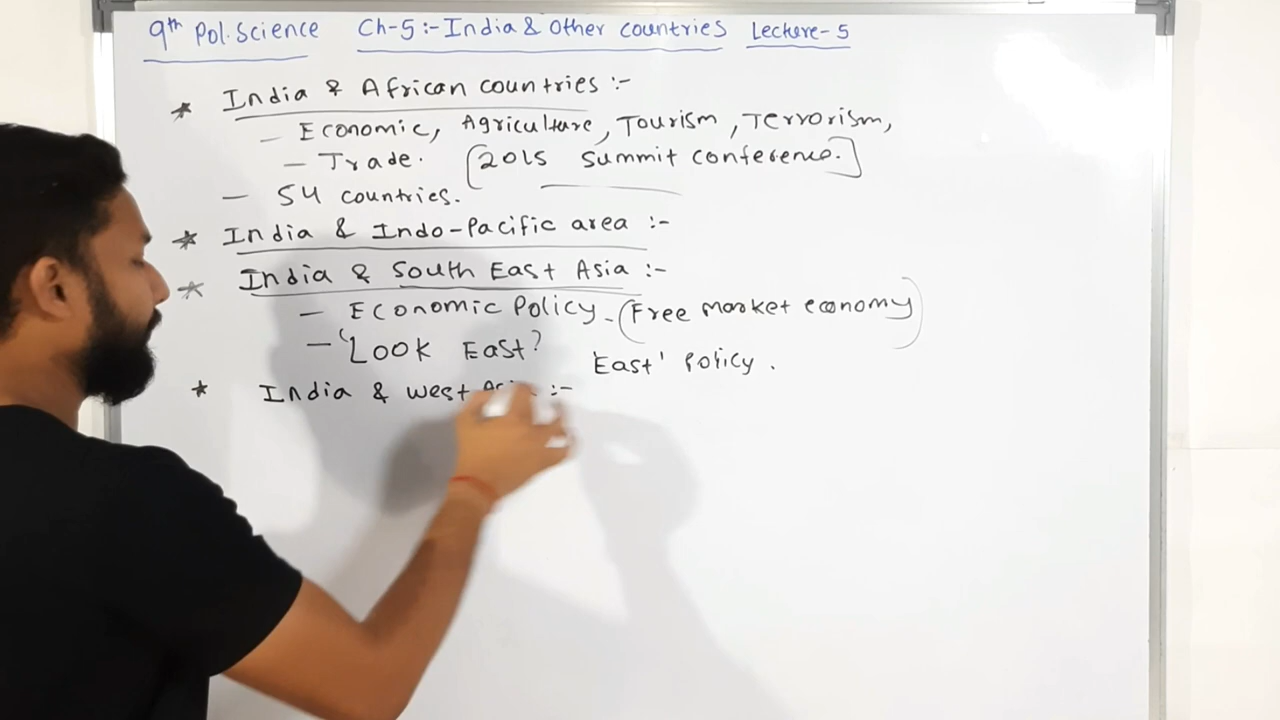 9th Pol.Science Ch-5:-India & Other countries Lecture-5
* India & African countries :-
- Economic, Agriculture, Tourism, Terrorism,
- Trade. [2015 Summit conference.]
- 54 countries.
* India & Indo-Pacific area :-
* India & South East Asia :-
- Economic Policy - (Free market economy)
- 'Look East' 'East' Policy.
* India & West :-